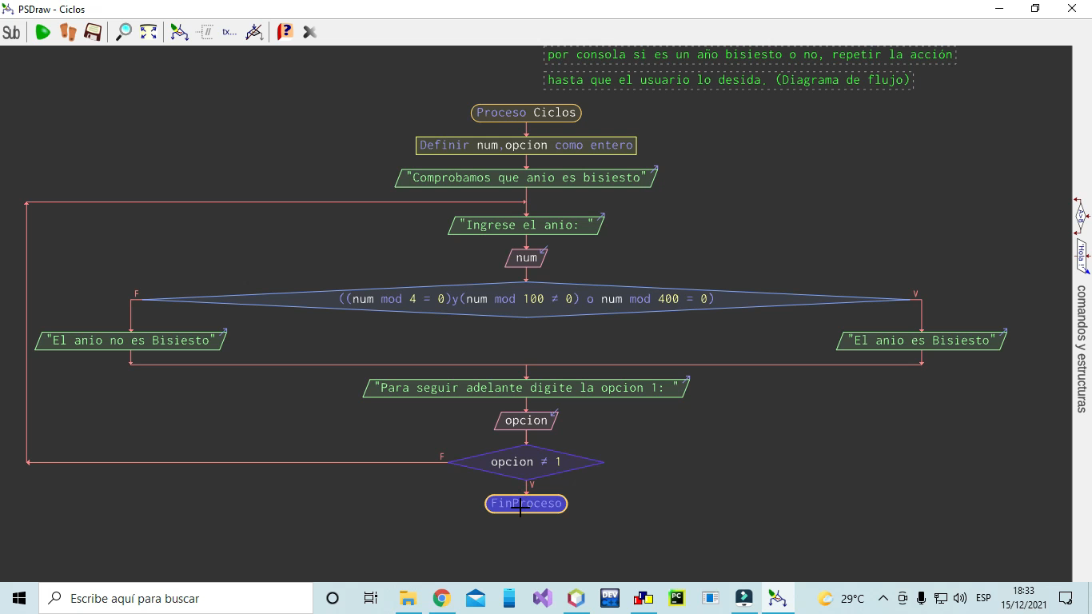 PSDraw - Ciclos
Sub
tx...
por consola si es un año bisiesto o no, repetir la acción
hasta que el usuario lo desida. (Diagrama de flujo)
Proceso Ciclos
Definir num,opcion como entero
"Comprobamos que anio es bisiesto"
"Ingrese el anio: "
num
F
((num mod 4 = 0)y(num mod 100 ≠ 0) o num mod 400 = 0)
V
"El anio no es Bisiesto"
"El anio es Bisiesto"
"Para seguir adelante digite la opcion 1: "
opcion
F
opcion ≠ 1
V
FinProceso
A>B
"Hola !"
comandos y estructuras
Escribe aquí para buscar
DEV
PC
29°C
ESP
18:33
15/12/2021